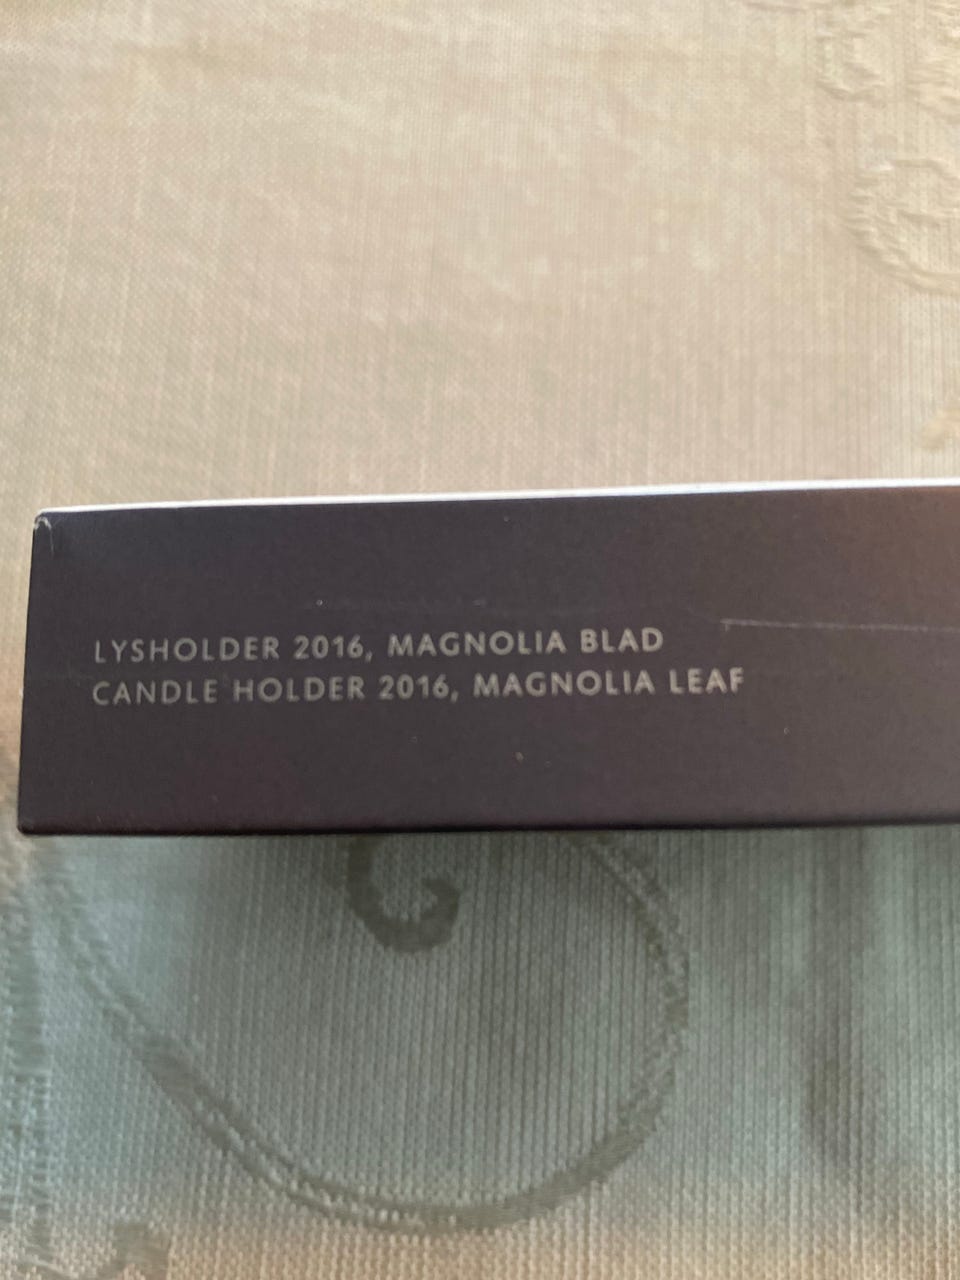 LYSHOLDER 2016, MAGNOLIA BLAD
CANDLE HOLDER 2016, MAGNOLIA LEAF